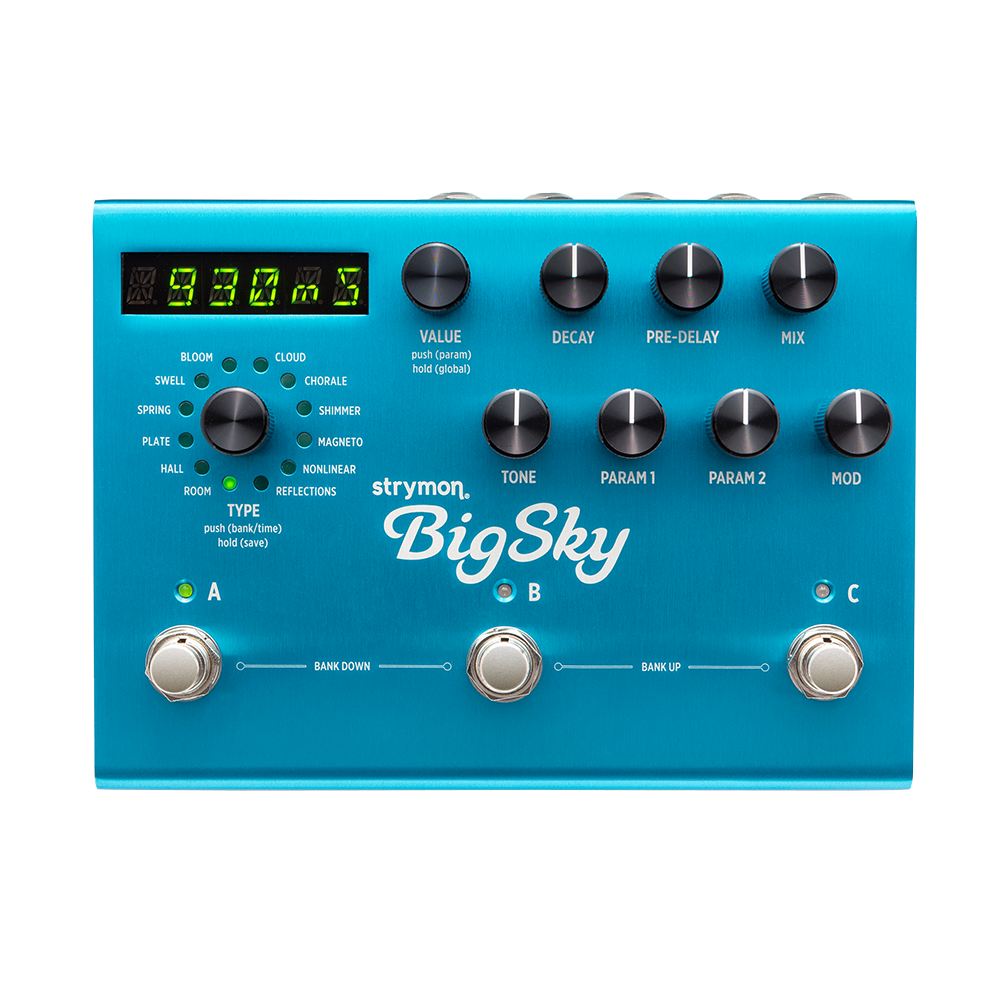 930mS
VALUE
push (param)
hold (global)
DECAY
PRE-DELAY
MIX
BLOOM
CLOUD
SWELL
CHORALE
SPRING
SHIMMER
PLATE
MAGNETO
HALL
NONLINEAR
ROOM
REFLECTIONS
TYPE
push (bank/time)
hold (save)
TONE
PARAM 1
PARAM 2
MOD
strymon®
BigSky
A
B
C
BANK DOWN
BANK UP